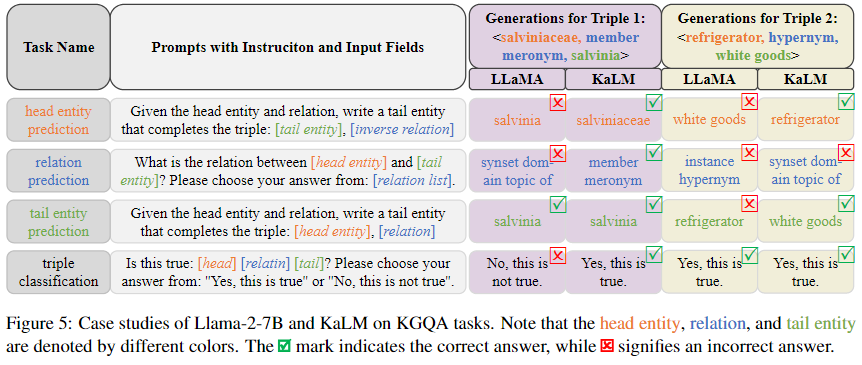 Task Name
Prompts with Instruciton and Input Fields
Generations for Triple 1:
<salviniaceae, member
meronym, salvinia>
Generations for Triple 2:
<refrigerator, hypernym,
white goods>
LLaMA
KaLM
LLaMA
KaLM
head entity
prediction
Given the head entity and relation, write a tail entity
that completes the triple: [tail entity], [inverse relation]
salvinia
salviniaceae
white goods
refrigerator
relation
prediction
What is the relation between [head entity] and [tail
entity]? Please choose your answer from: [relation list].
synset dom-
ain topic of
member
meronym
instance
hypernym
synset dom-
ain topic of
tail entity
prediction
Given the head entity and relation, write a tail entity
that completes the triple: [head entity], [relation]
salvinia
salvinia
refrigerator
white goods
triple
classification
Is this true: [head] [relatin] [tail]? Please choose your
answer from: "Yes, this is true" or "No, this is not true".
No, this is
not true.
Yes, this is
true.
Yes, this is
true.
Yes, this is
true.
Figure 5: Case studies of Llama-2-7B and KaLM on KGQA tasks. Note that the head entity, relation, and tail entity
are denoted by different colors. The ☑ mark indicates the correct answer, while ☒ signifies an incorrect answer.